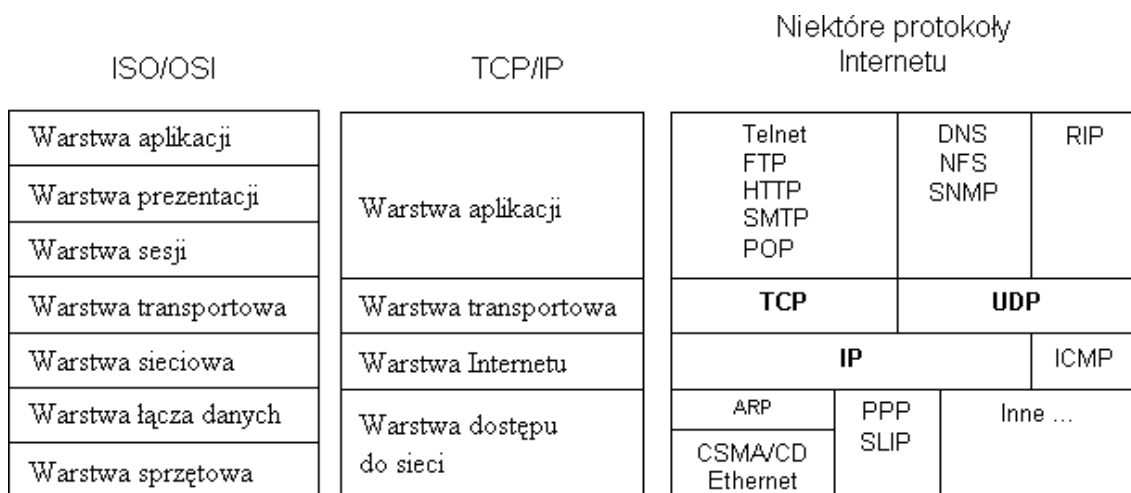 ISO/OSI
Warstwa aplikacji
Warstwa prezentacji
Warstwa sesji
Warstwa transportowa
Warstwa sieciowa
Warstwa łącza danych
Warstwa sprzętowa
TCP/IP
Warstwa aplikacji
Warstwa transportowa
Warstwa Internetu
Warstwa dostępu
do sieci
Niektóre protokoły
Internetu
Telnet
FTP
HTTP
SMTP
POP
DNS
NFS
SNMP
RIP
TCP
UDP
IP
ICMP
ARP
CSMA/CD
Ethernet
PPP
SLIP
Inne ...